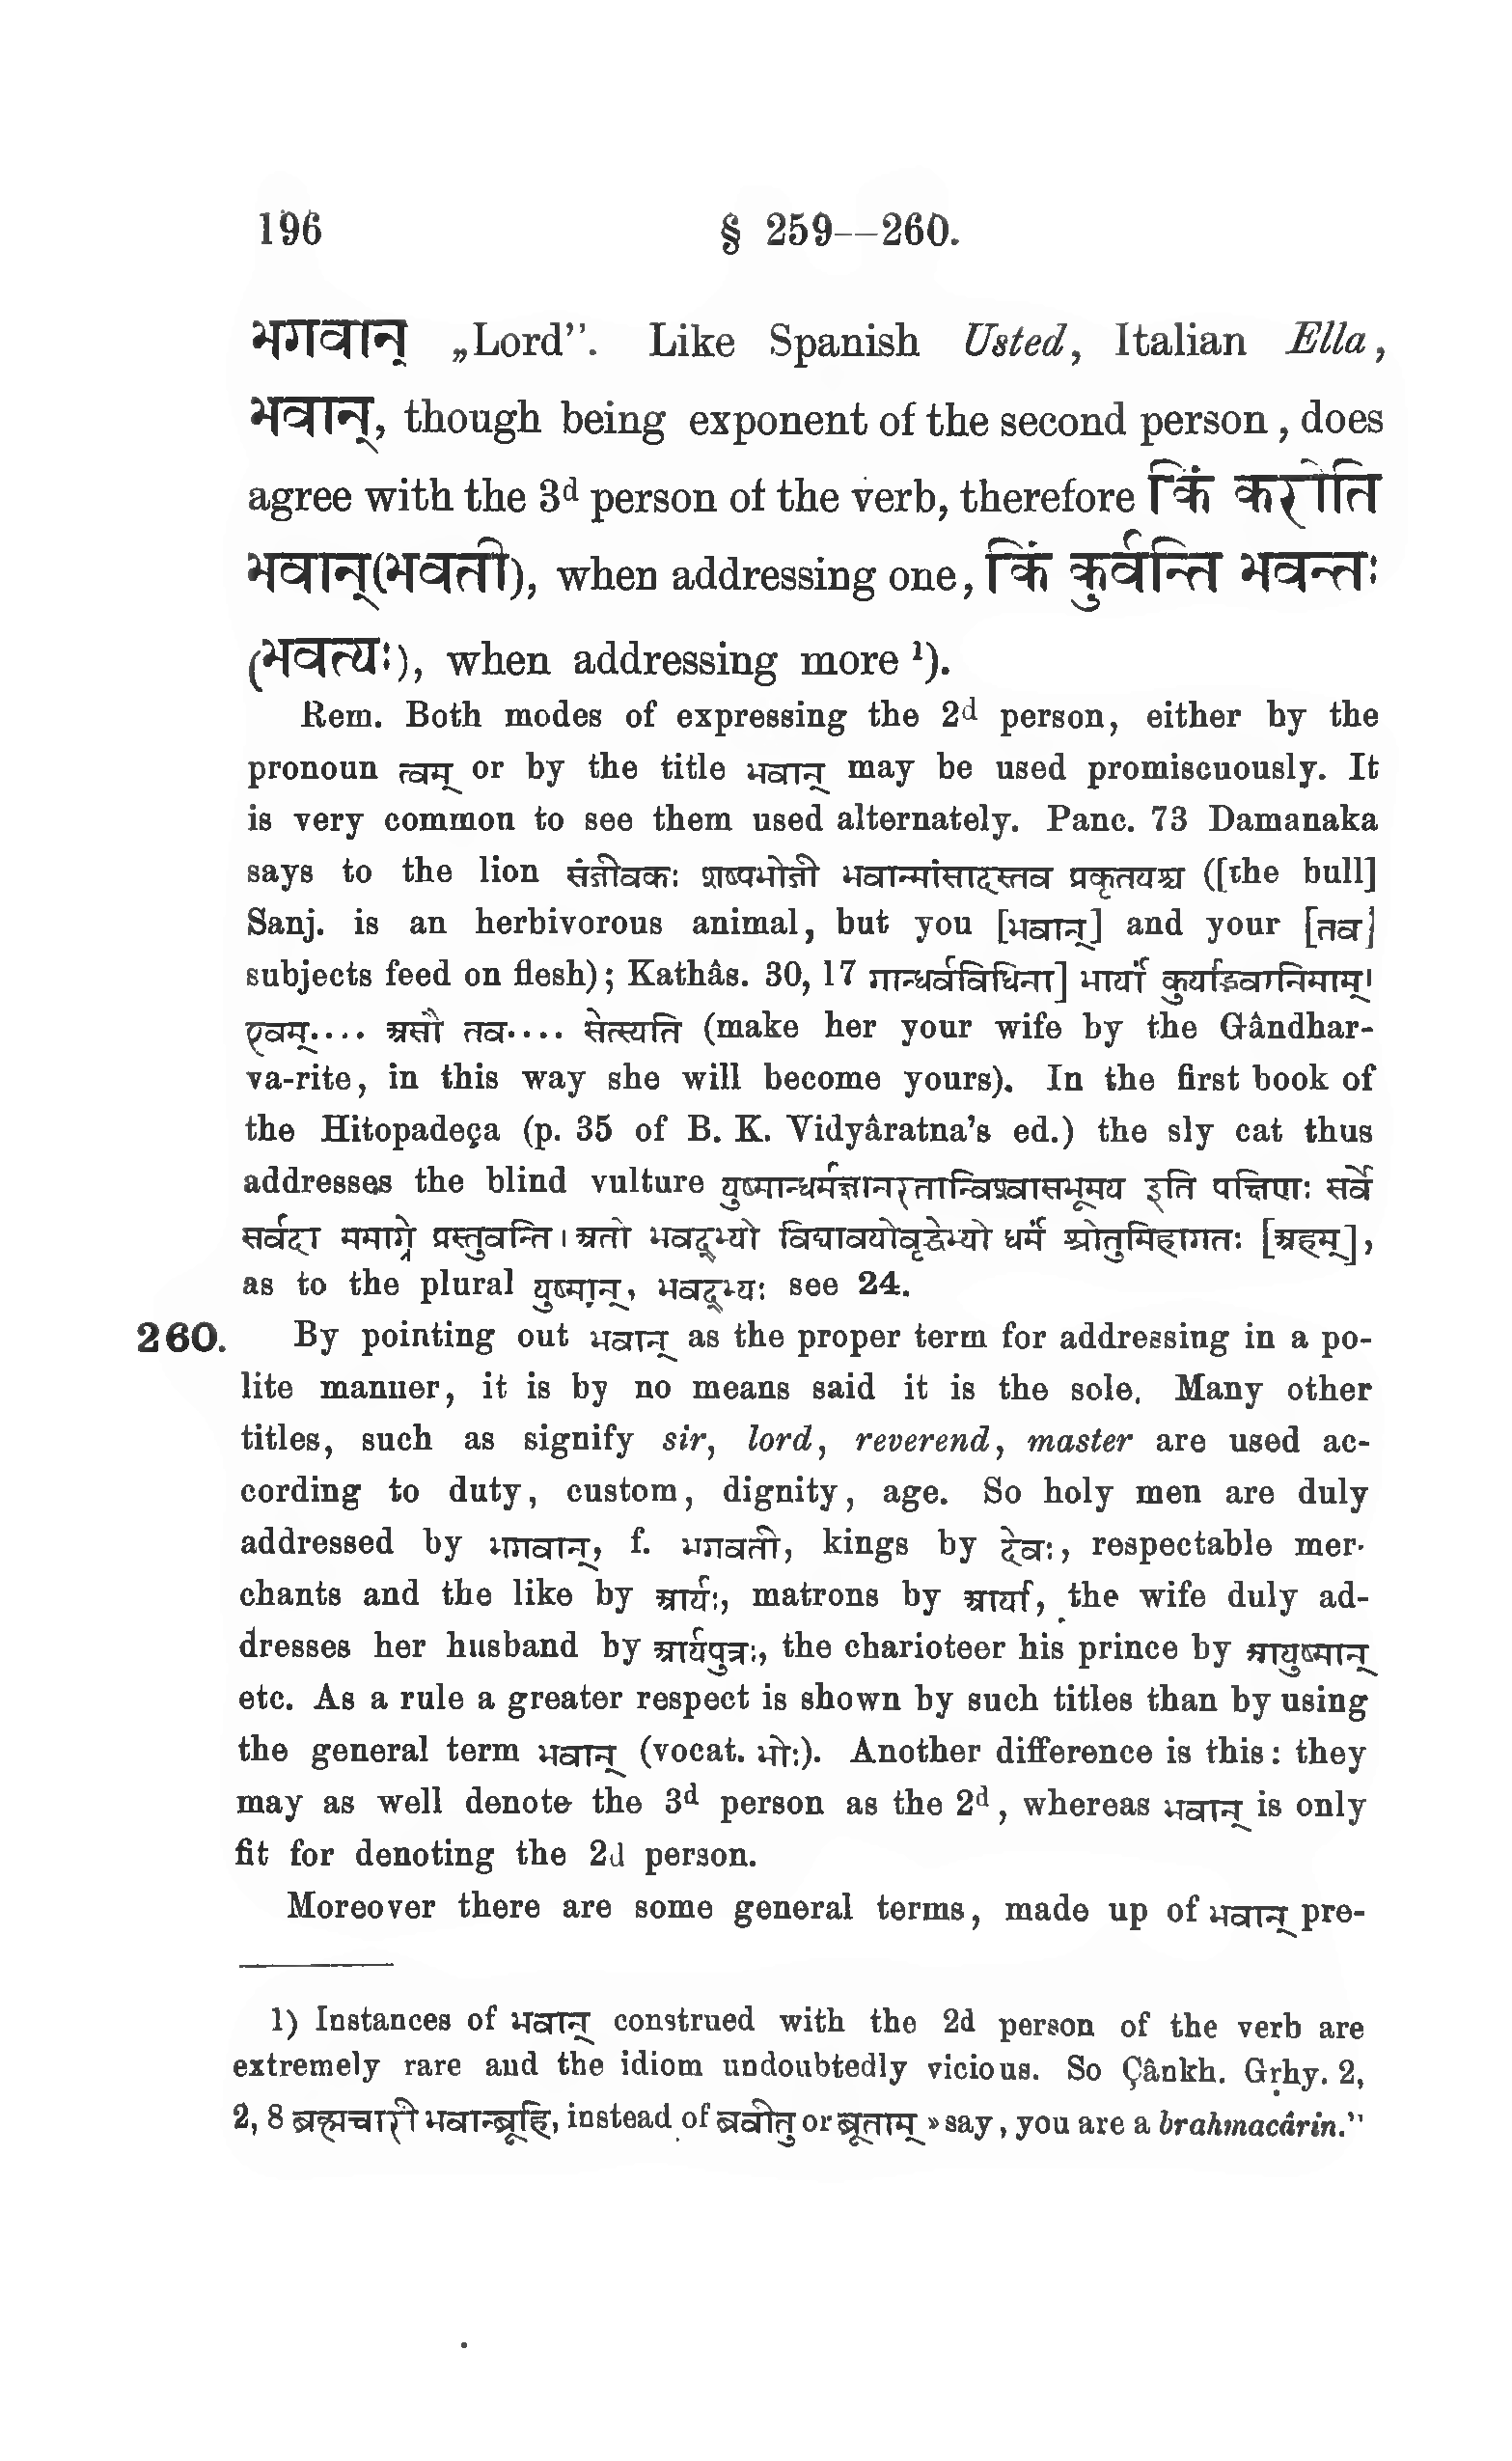 196 § 259--260.
भगवान् „Lord”. Like Spanish Usted, Italian Ella,
भवान्, though being exponent of the second person, does
agree with the 3d person of the verb, therefore किं करोति
भवान्(भवती), when addressing one, किं कुर्वन्ति भवन्तः
(भवत्यः), when addressing more ¹).
Rem. Both modes of expressing the 2d person, either by the
pronoun त्वम् or by the title भवान् may be used promiscuously. It
is very common to see them used alternately. Panc. 73 Damanaka
says to the lion संजीवकः शष्पभोजी भवान्मांसादस्तव प्रकृतयश्च ([the bull]
Sanj. is an herbivorous animal, but you [भवान्] and your [तव]
subjects feed on flesh); Kathâs. 30, 17 गान्धर्वविधिना] भार्यां कुर्याद्भवानिमाम्।
एवम्.... असौ तव.... सेत्स्यति (make her your wife by the Gândhar-
va-rite, in this way she will become yours). In the first book of
the Hitopadeça (p. 35 of B. K. Vidyâratna’s ed.) the sly cat thus
addresses the blind vulture युष्मान्धर्मज्ञानरतान्विश्वासभूमय इति पक्षिणः सर्वे
सर्वदा ममाग्रे प्रस्तुवन्ति। अतो भवद्भ्यो विद्यावयोवृद्धेभ्यो धर्मं श्रोतुमिहागतः [अहम्],
as to the plural युष्मान्, भवद्भ्यः see 24.
260. By pointing out भवान् as the proper term for addressing in a po-
lite manner, it is by no means said it is the sole. Many other
titles, such as signify sir, lord, reverend, master are used ac-
cording to duty, custom, dignity, age. So holy men are duly
addressed by भगवान्, f. भगवती, kings by देवः, respectable mer-
chants and the like by आर्यः, matrons by आर्या, the wife duly ad-
dresses her husband by आर्यपुत्रः, the charioteer his prince by आयुष्मान्
etc. As a rule a greater respect is shown by such titles than by using
the general term भवान् (vocat. भोः). Another difference is this: they
may as well denote the 3d person as the 2d, whereas भवान् is only
fit for denoting the 2d person.
Moreover there are some general terms, made up of भवान् pre-
1) Instances of भवान् construed with the 2d person of the verb are
extremely rare and the idiom undoubtedly vicious. So Çânkh. Gṛhy. 2,
2, 8 ब्रह्मचारी भवान्ब्रूहि, instead of ब्रवीतु or ब्रूताम् »say, you are a brahmacârin.”